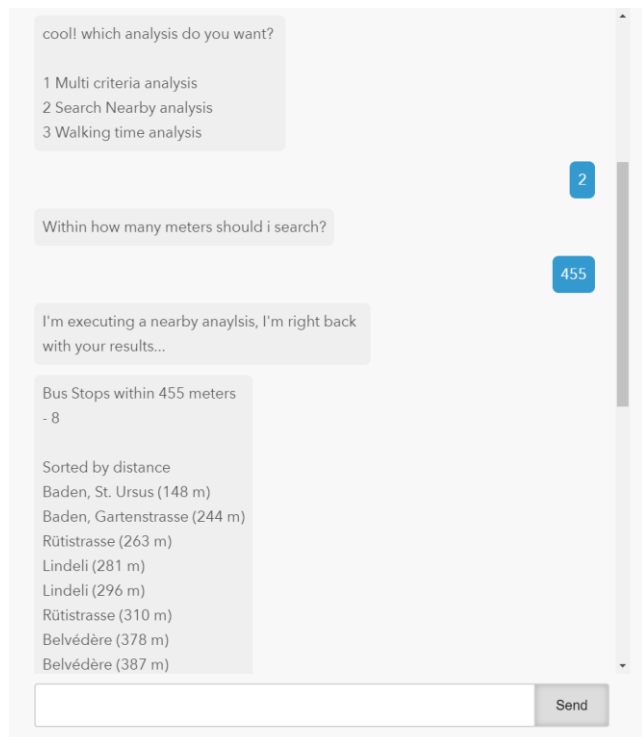 cool! which analysis do you want?
1 Multi criteria analysis
2 Search Nearby analysis
3 Walking time analysis
2
Within how many meters should i search?
455
I'm executing a nearby anaylsis, I'm right back
with your results...
Bus Stops within 455 meters
- 8
Sorted by distance
Baden, St. Ursus (148 m)
Baden, Gartenstrasse (244 m)
Rütistrasse (263 m)
Lindeli (281 m)
Lindeli (296 m)
Rütistrasse (310 m)
Belvédère (378 m)
Belvédère (387 m)
Send